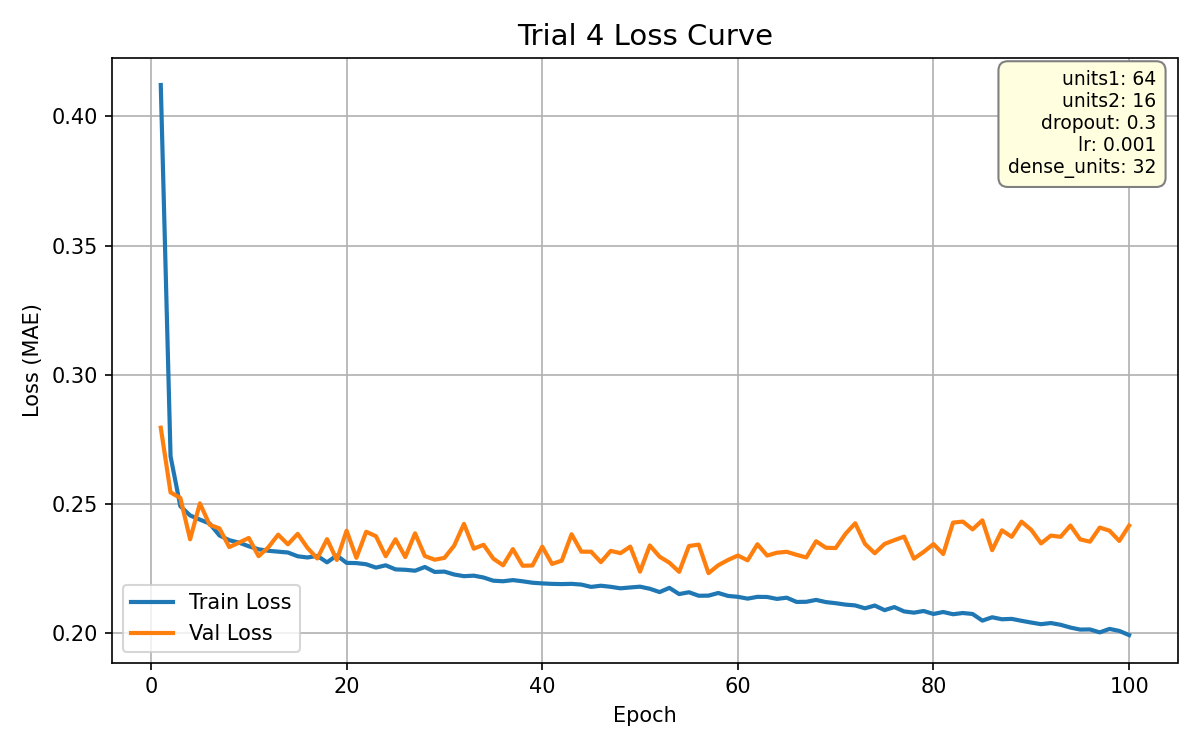 Trial 4 Loss Curve
units1: 64
units2: 16
dropout: 0.3
lr: 0.001
dense_units: 32
Loss (MAE)
0.40
0.35
0.30
0.25
0.20
Train Loss
Val Loss
0 20 40 60 80 100
Epoch